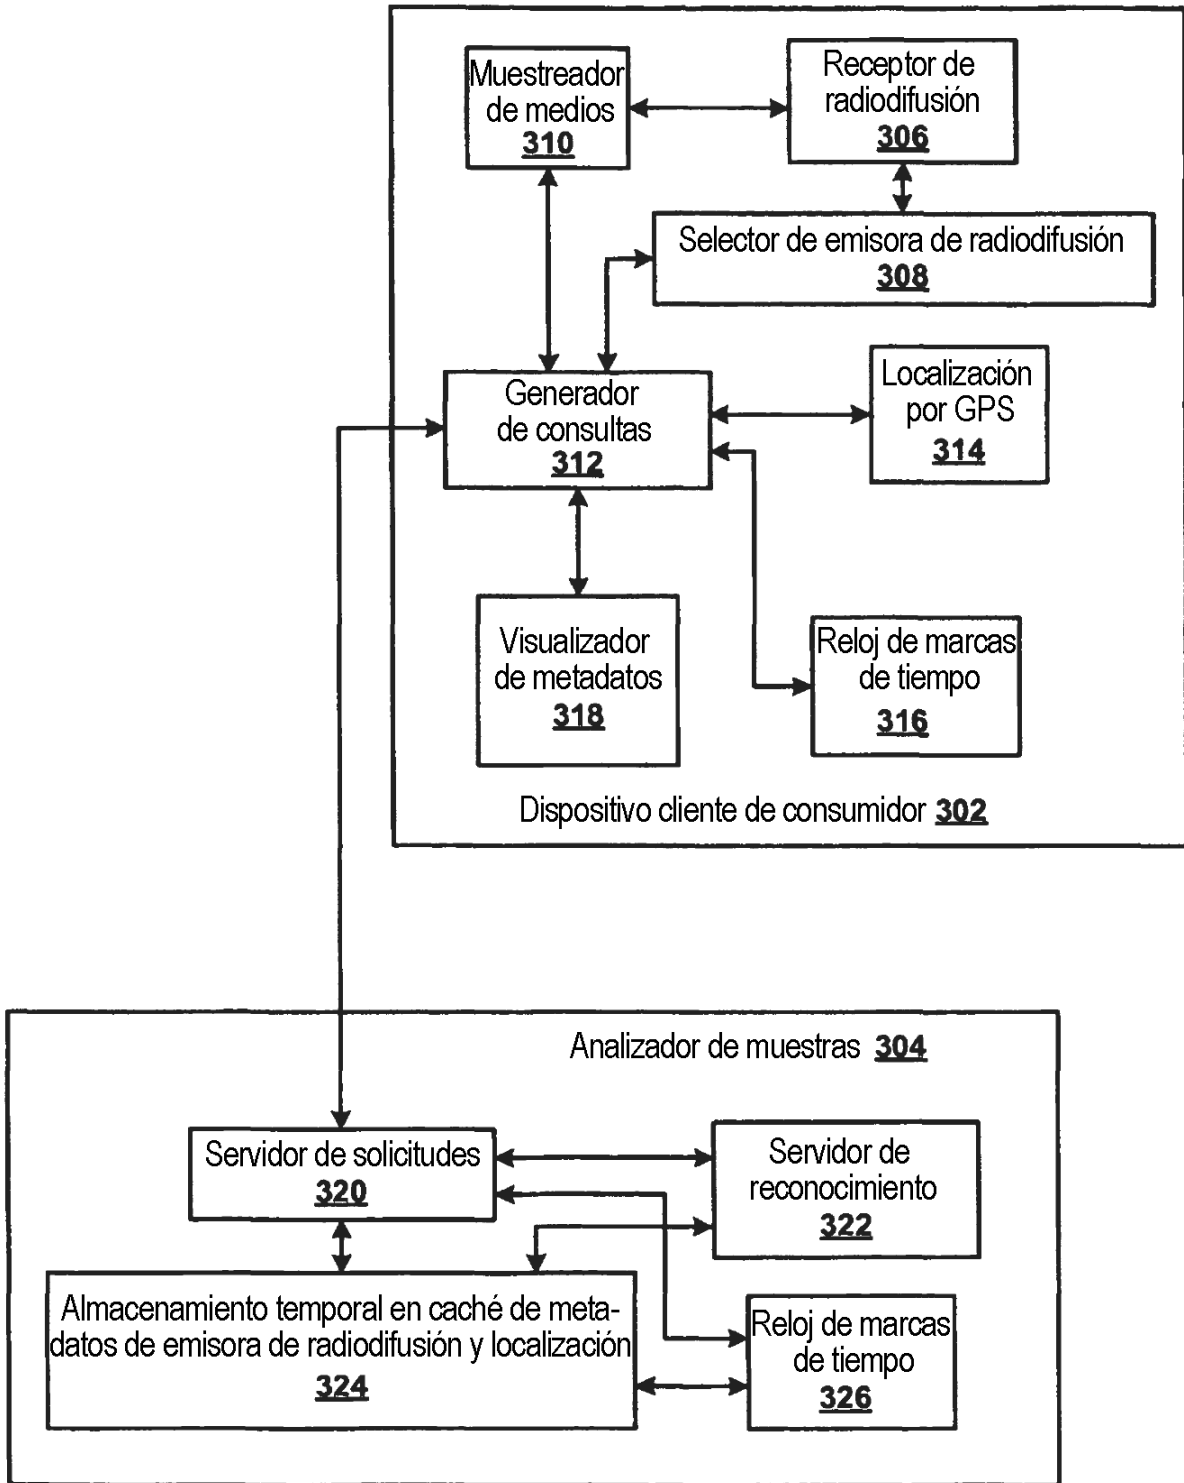 Muestreador
de medios
310
Receptor de
radiodifusión
306
Selector de emisora de radiodifusión
308
Generador
de consultas
312
Localización
por GPS
314
Visualizador
de metadatos
318
Reloj de marcas
de tiempo
316
Dispositivo cliente de consumidor 302
Analizador de muestras 304
Servidor de solicitudes
320
Servidor de
reconocimiento
322
Almacenamiento temporal en caché de meta-
datos de emisora de radiodifusión y localización
324
Reloj de marcas
de tiempo
326